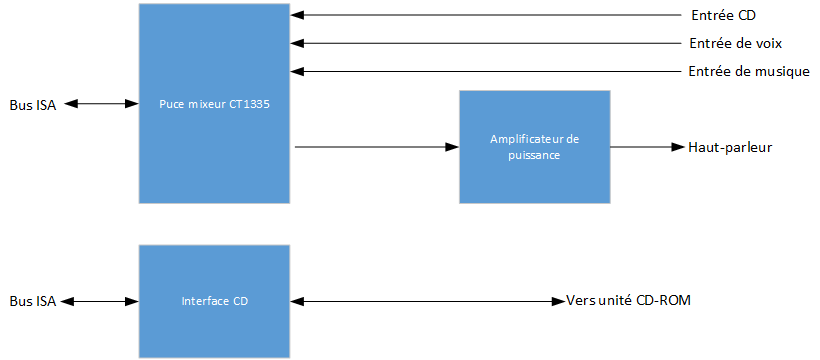 Entrée CD
Entrée de voix
Entrée de musique
Bus ISA
Puce mixeur CT1335
Amplificateur de
puissance
Haut-parleur
Bus ISA
Interface CD
Vers unité CD-ROM